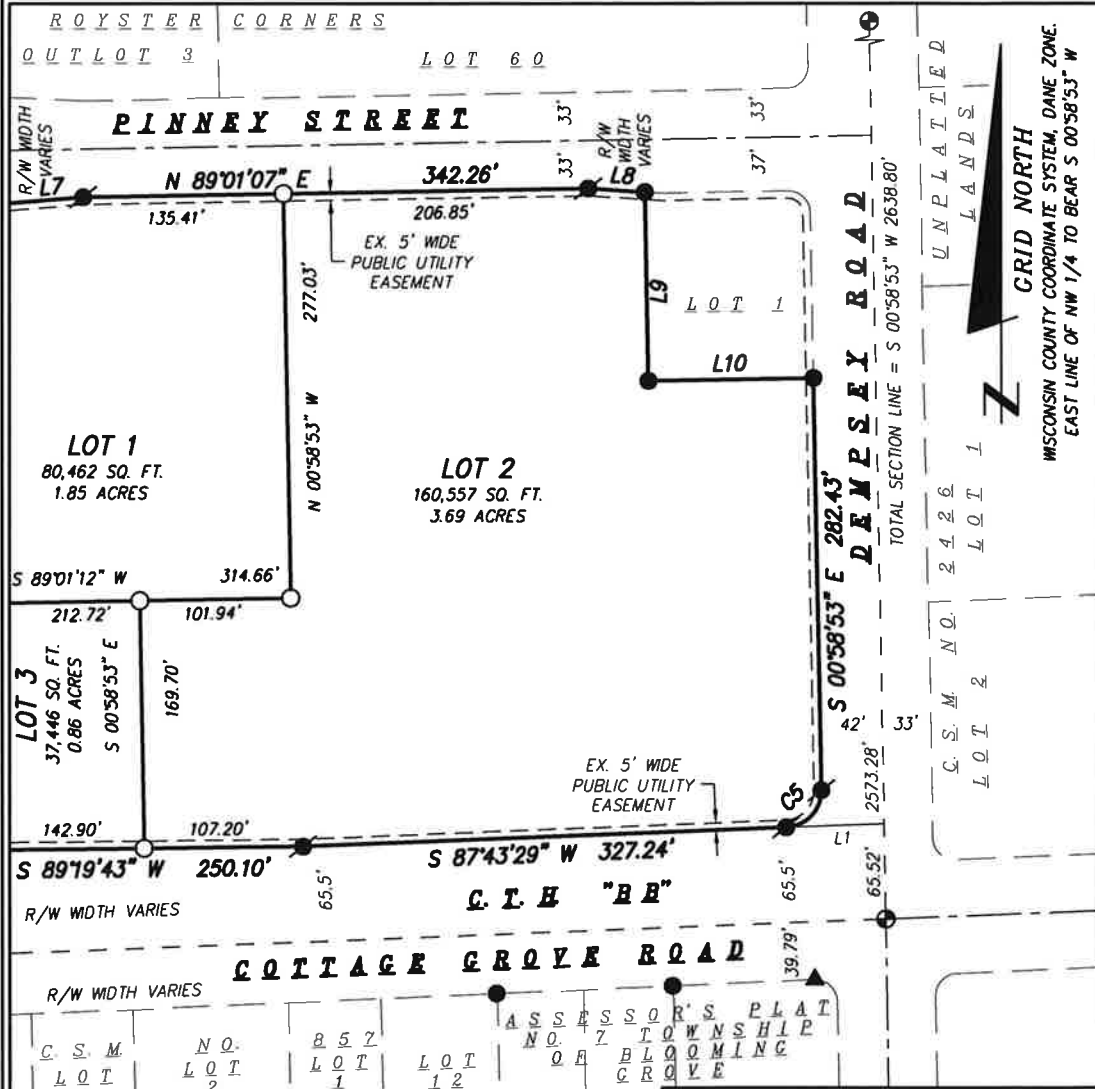 ROYSTER CORNERS
OUTLOT 3
LOT 60
PINNEY STREET
R/W WIDTH
VARIES
33'
33'
R/W
WIDTH
VARIES
33'
37'
L7
N 89°01'07" E
342.26'
L8
135.41'
206.85'
EX. 5' WIDE
PUBLIC UTILITY
EASEMENT
277.03'
N 00°58'53" W
L9
LOT 1
L10
LOT 1
80,462 SQ. FT.
1.85 ACRES
LOT 2
160,557 SQ. FT.
3.69 ACRES
S 89°01'12" W
314.66'
212.72'
101.94'
LOT 3
37,446 SQ. FT.
0.86 ACRES
S 00°58'53" E
169.70'
S 00°58'53" E 282.43'
DEMPSEY ROAD
TOTAL SECTION LINE = S 00°58'53" W 2638.80'
UNPLATTED
LANDS
GRID NORTH
WISCONSIN COUNTY COORDINATE SYSTEM, DANE ZONE.
EAST LINE OF NW 1/4 TO BEAR S 00°58'53" W
C.S.M. NO. 2426
LOT 2 LOT 1
42'
33'
2573.28'
EX. 5' WIDE
PUBLIC UTILITY
EASEMENT
C5
L1
142.90'
107.20'
S 89°19'43" W
250.10'
S 87°43'29" W
327.24'
65.5'
65.5'
65.52'
R/W WIDTH VARIES
C.T.H. "BB"
COTTAGE GROVE ROAD
39.79'
R/W WIDTH VARIES
C.S.M.
LOT
NO.
LOT
2
857
LOT
1
LOT
12
ASSESSOR'S PLAT
NO. 7 TOWNSHIP
OF BLOOMING
GROVE